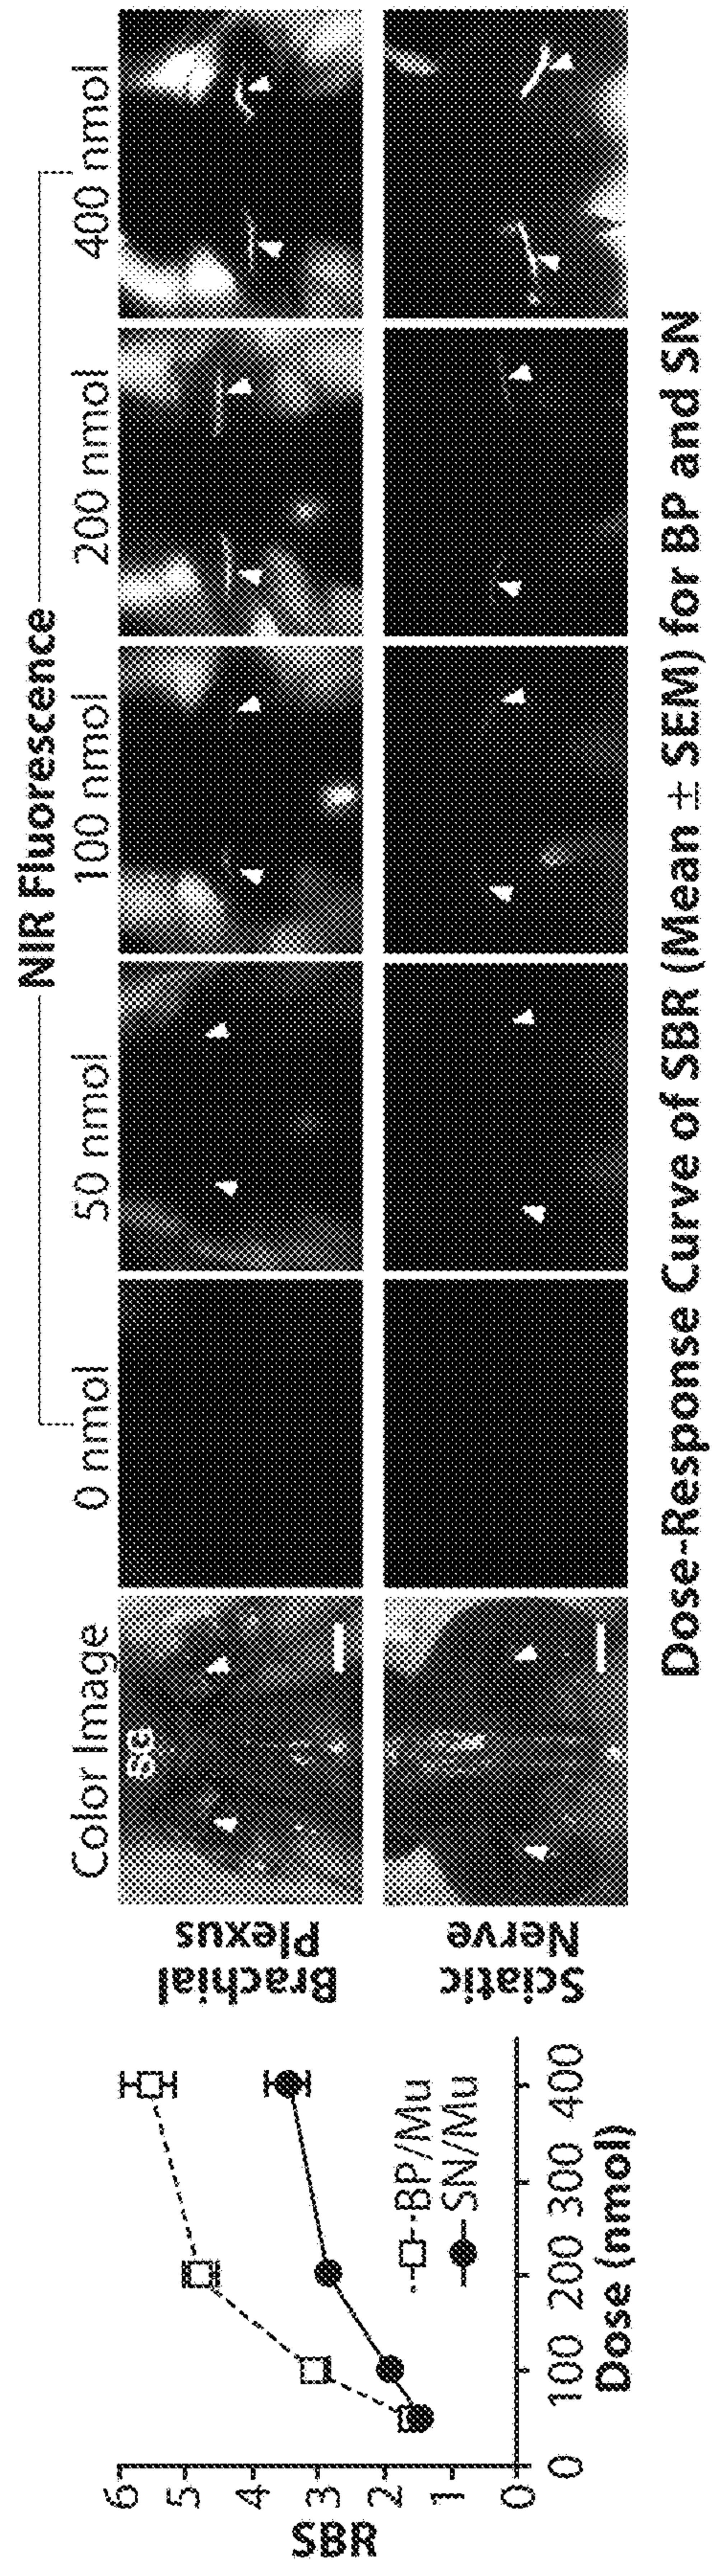 NIR Fluorescence
Color Image
0 nmol
50 nmol
100 nmol
200 nmol
400 nmol
SG
Brachial
Plexus
Sciatic
Nerve
6
5
4
3
2
1
0
SBR
BP/Mu
SN/Mu
0 100 200 300 400
Dose (nmol)
Dose-Response Curve of SBR (Mean ± SEM) for BP and SN